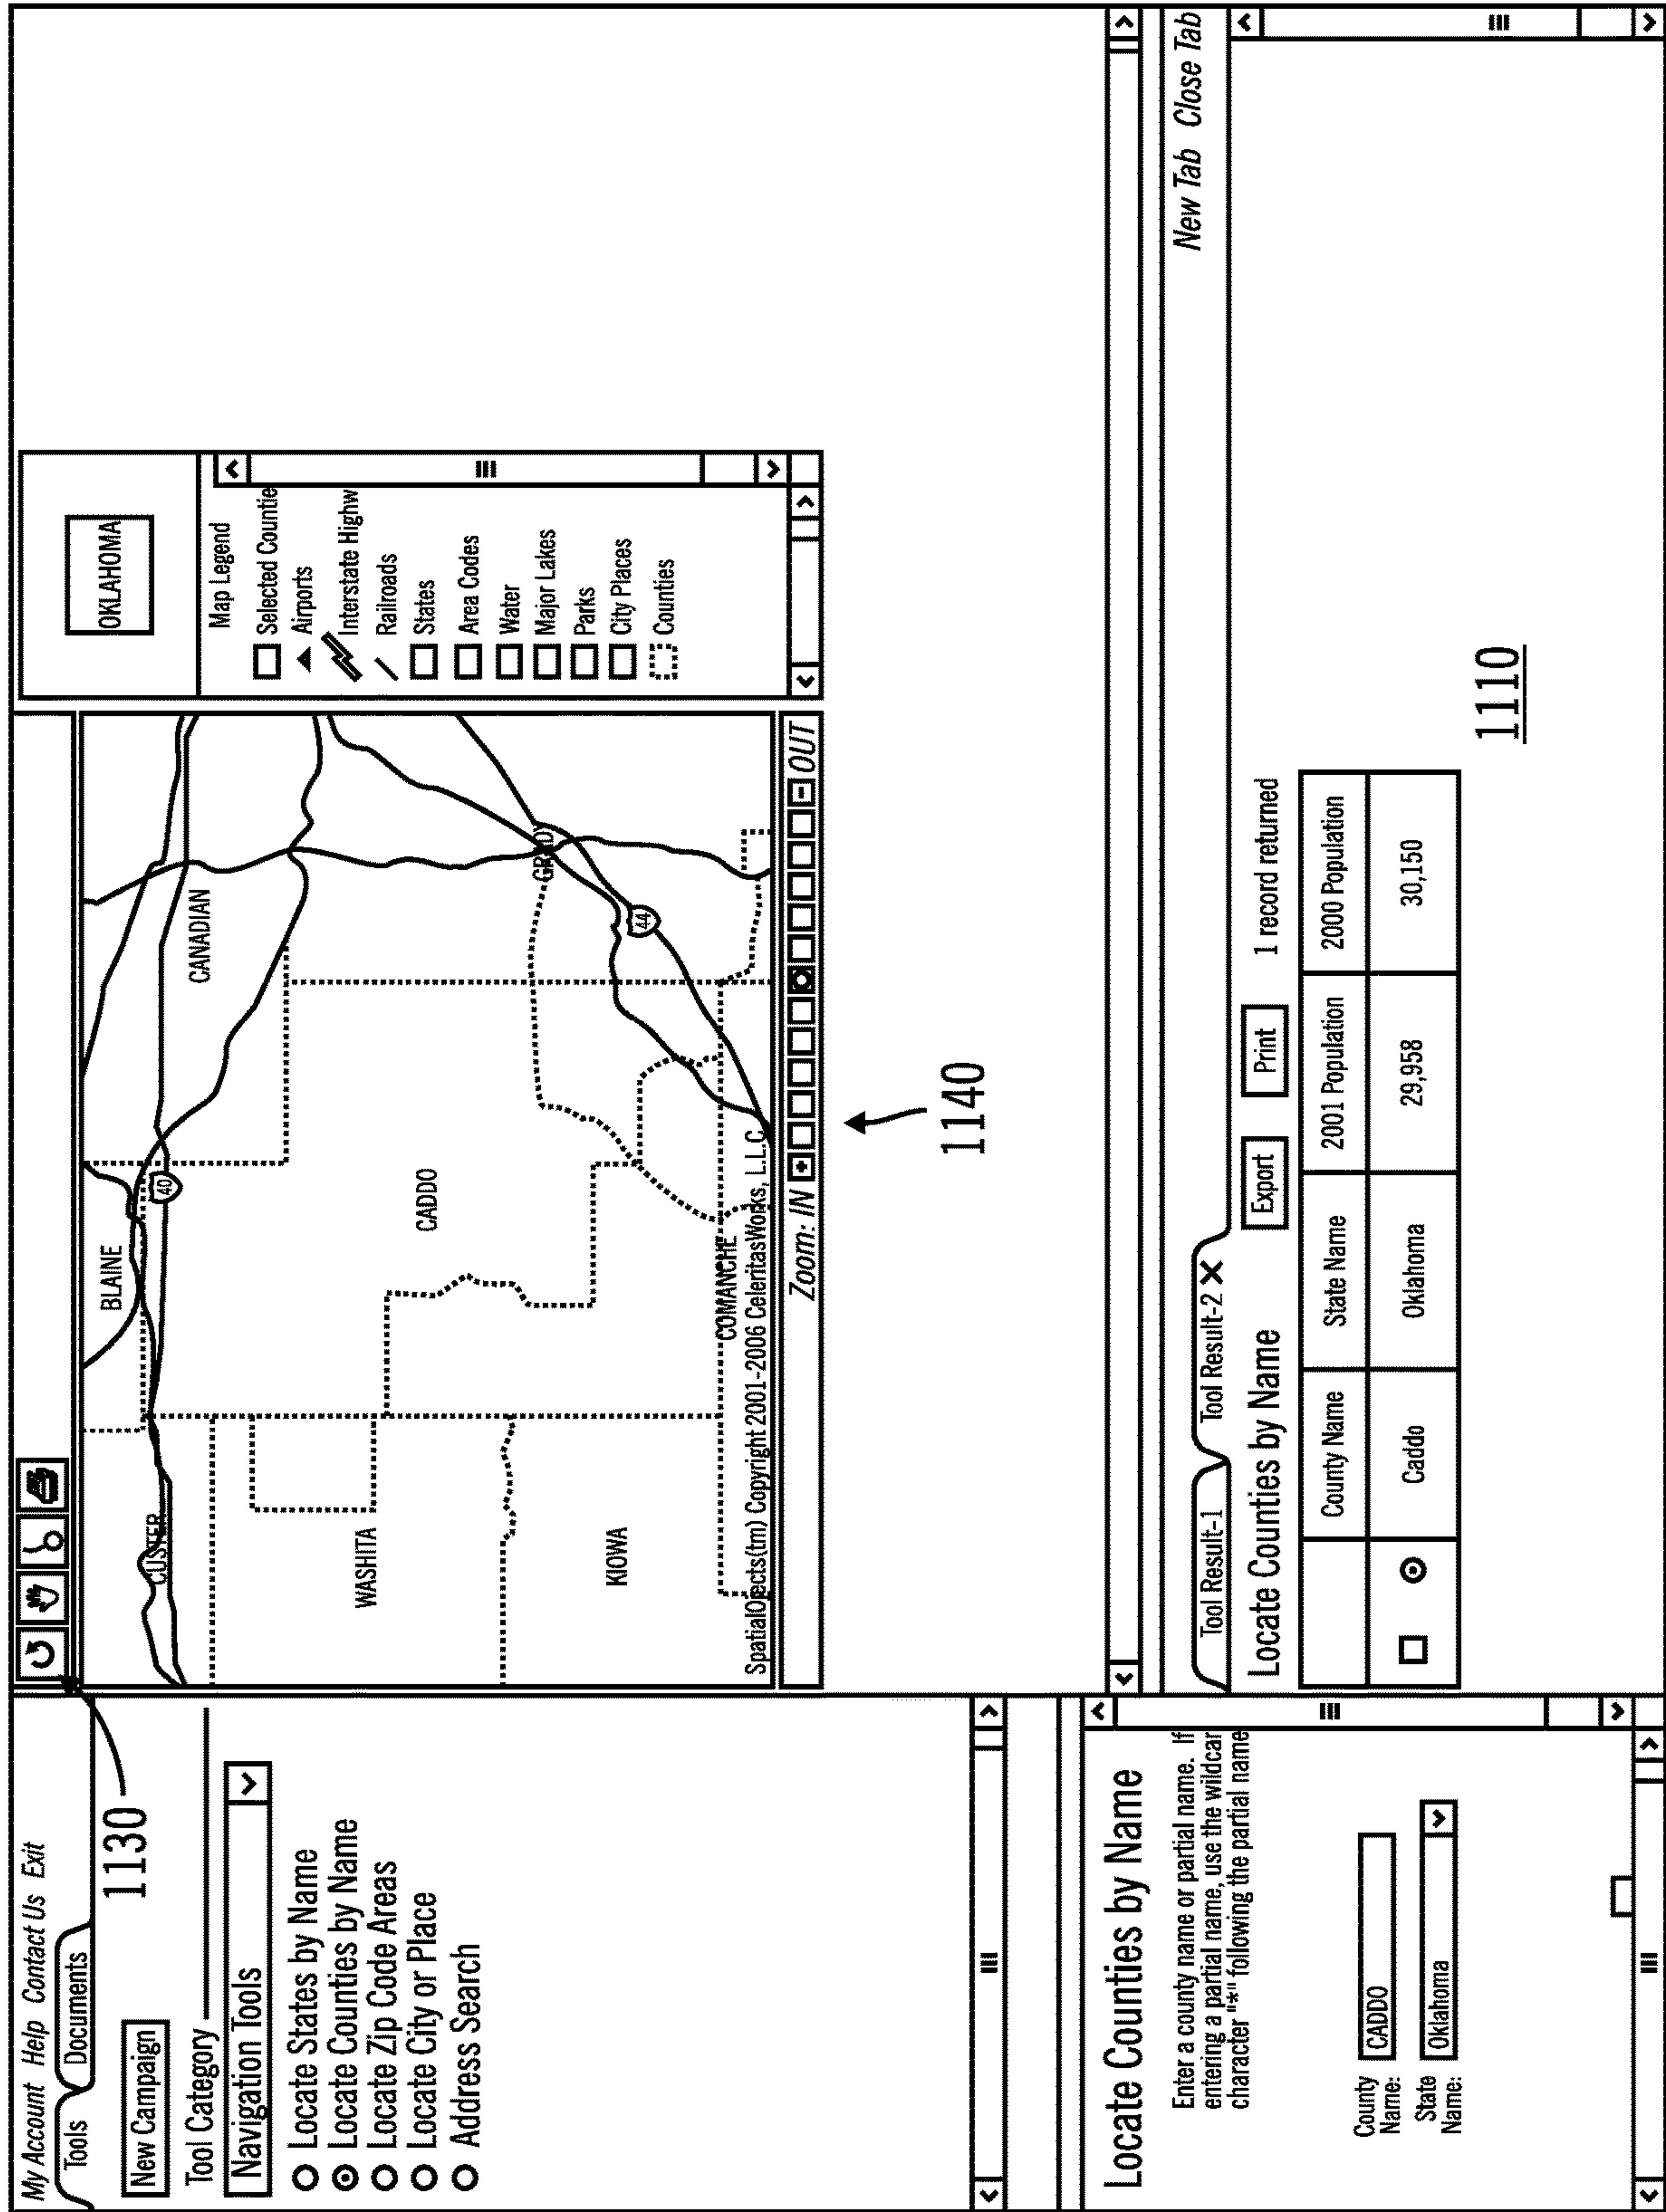 My Account Help Contact Us Exit
Tools Documents
New Campaign
1130
Tool Category
Navigation Tools
Locate States by Name
Locate Counties by Name
Locate Zip Code Areas
Locate City or Place
Address Search
Locate Counties by Name
Enter a county name or partial name. If
entering a partial name, use the wildcar
character "*" following the partial name
County
Name:
CADDO
State
Name:
Oklahoma
BLAINE
CANADIAN
40
CUSTER
WASHITA
CADDO
GRADY
KIOWA
44
COMANCHE
SpatialOjects(tm) Copyright 2001-2006 CeleritasWorks, L.L.C.
Zoom: IN + - OUT
1140
OKLAHOMA
Map Legend
Selected Countie
Airports
Interstate Highw
Railroads
States
Area Codes
Water
Major Lakes
Parks
City Places
Counties
New Tab Close Tab
Tool Result-1 Tool Result-2 X
Locate Counties by Name Export Print 1 record returned
County Name State Name 2001 Population 2000 Population
Caddo Oklahoma 29,958 30,150
1110